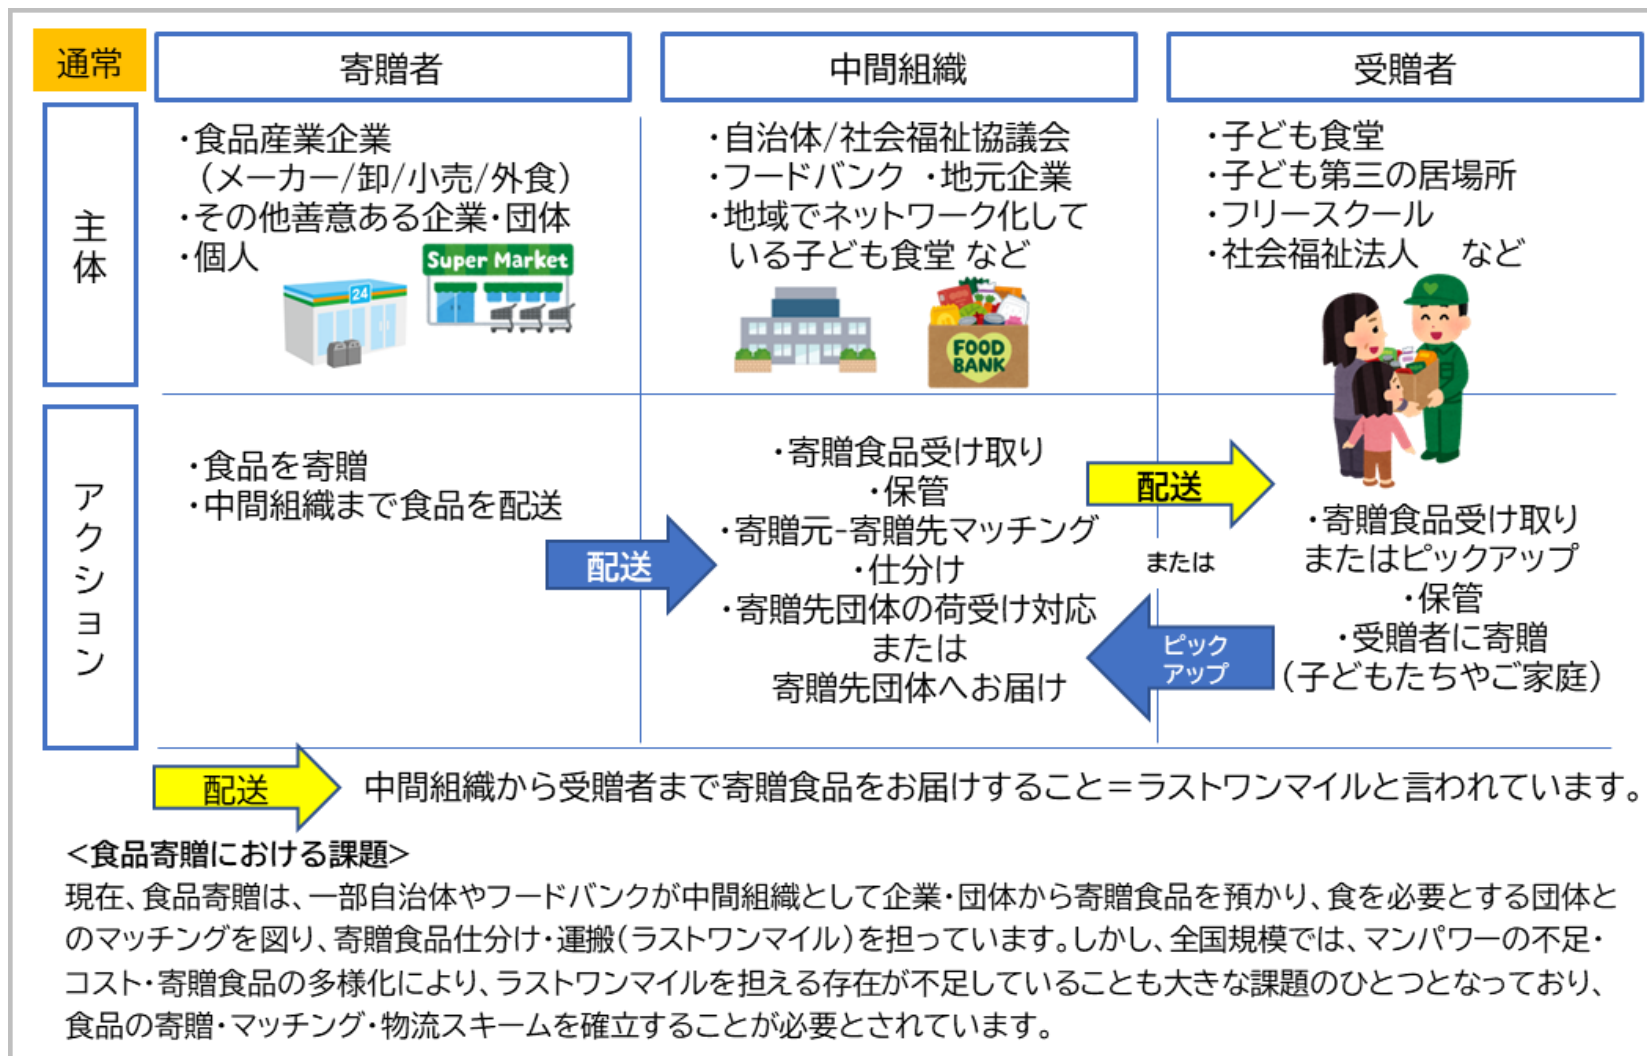 通常
寄贈者
中間組織
受贈者
主体
・食品産業企業
（メーカー/卸/小売/外食）
・その他善意ある企業・団体
・個人
Super Market
24
・自治体/社会福祉協議会
・フードバンク ・地元企業
・地域でネットワーク化して
いる子ども食堂 など
FOOD
BANK
・子ども食堂
・子ども第三の居場所
・フリースクール
・社会福祉法人　など
アクション
・食品を寄贈
・中間組織まで食品を配送
配送
・寄贈食品受け取り
・保管
・寄贈元-寄贈先マッチング
・仕分け
・寄贈先団体の荷受け対応
または
寄贈先団体へお届け
配送
または
ピック
アップ
・寄贈食品受け取り
またはピックアップ
・保管
・受贈者に寄贈
（子どもたちやご家庭）
配送
中間組織から受贈者まで寄贈食品をお届けすること＝ラストワンマイルと言われています。
＜食品寄贈における課題＞
現在、食品寄贈は、一部自治体やフードバンクが中間組織として企業・団体から寄贈食品を預かり、食を必要とする団体と
のマッチングを図り、寄贈食品仕分け・運搬（ラストワンマイル）を担っています。しかし、全国規模では、マンパワーの不足・
コスト・寄贈食品の多様化により、ラストワンマイルを担える存在が不足していることも大きな課題のひとつとなっており、
食品の寄贈・マッチング・物流スキームを確立することが必要とされています。